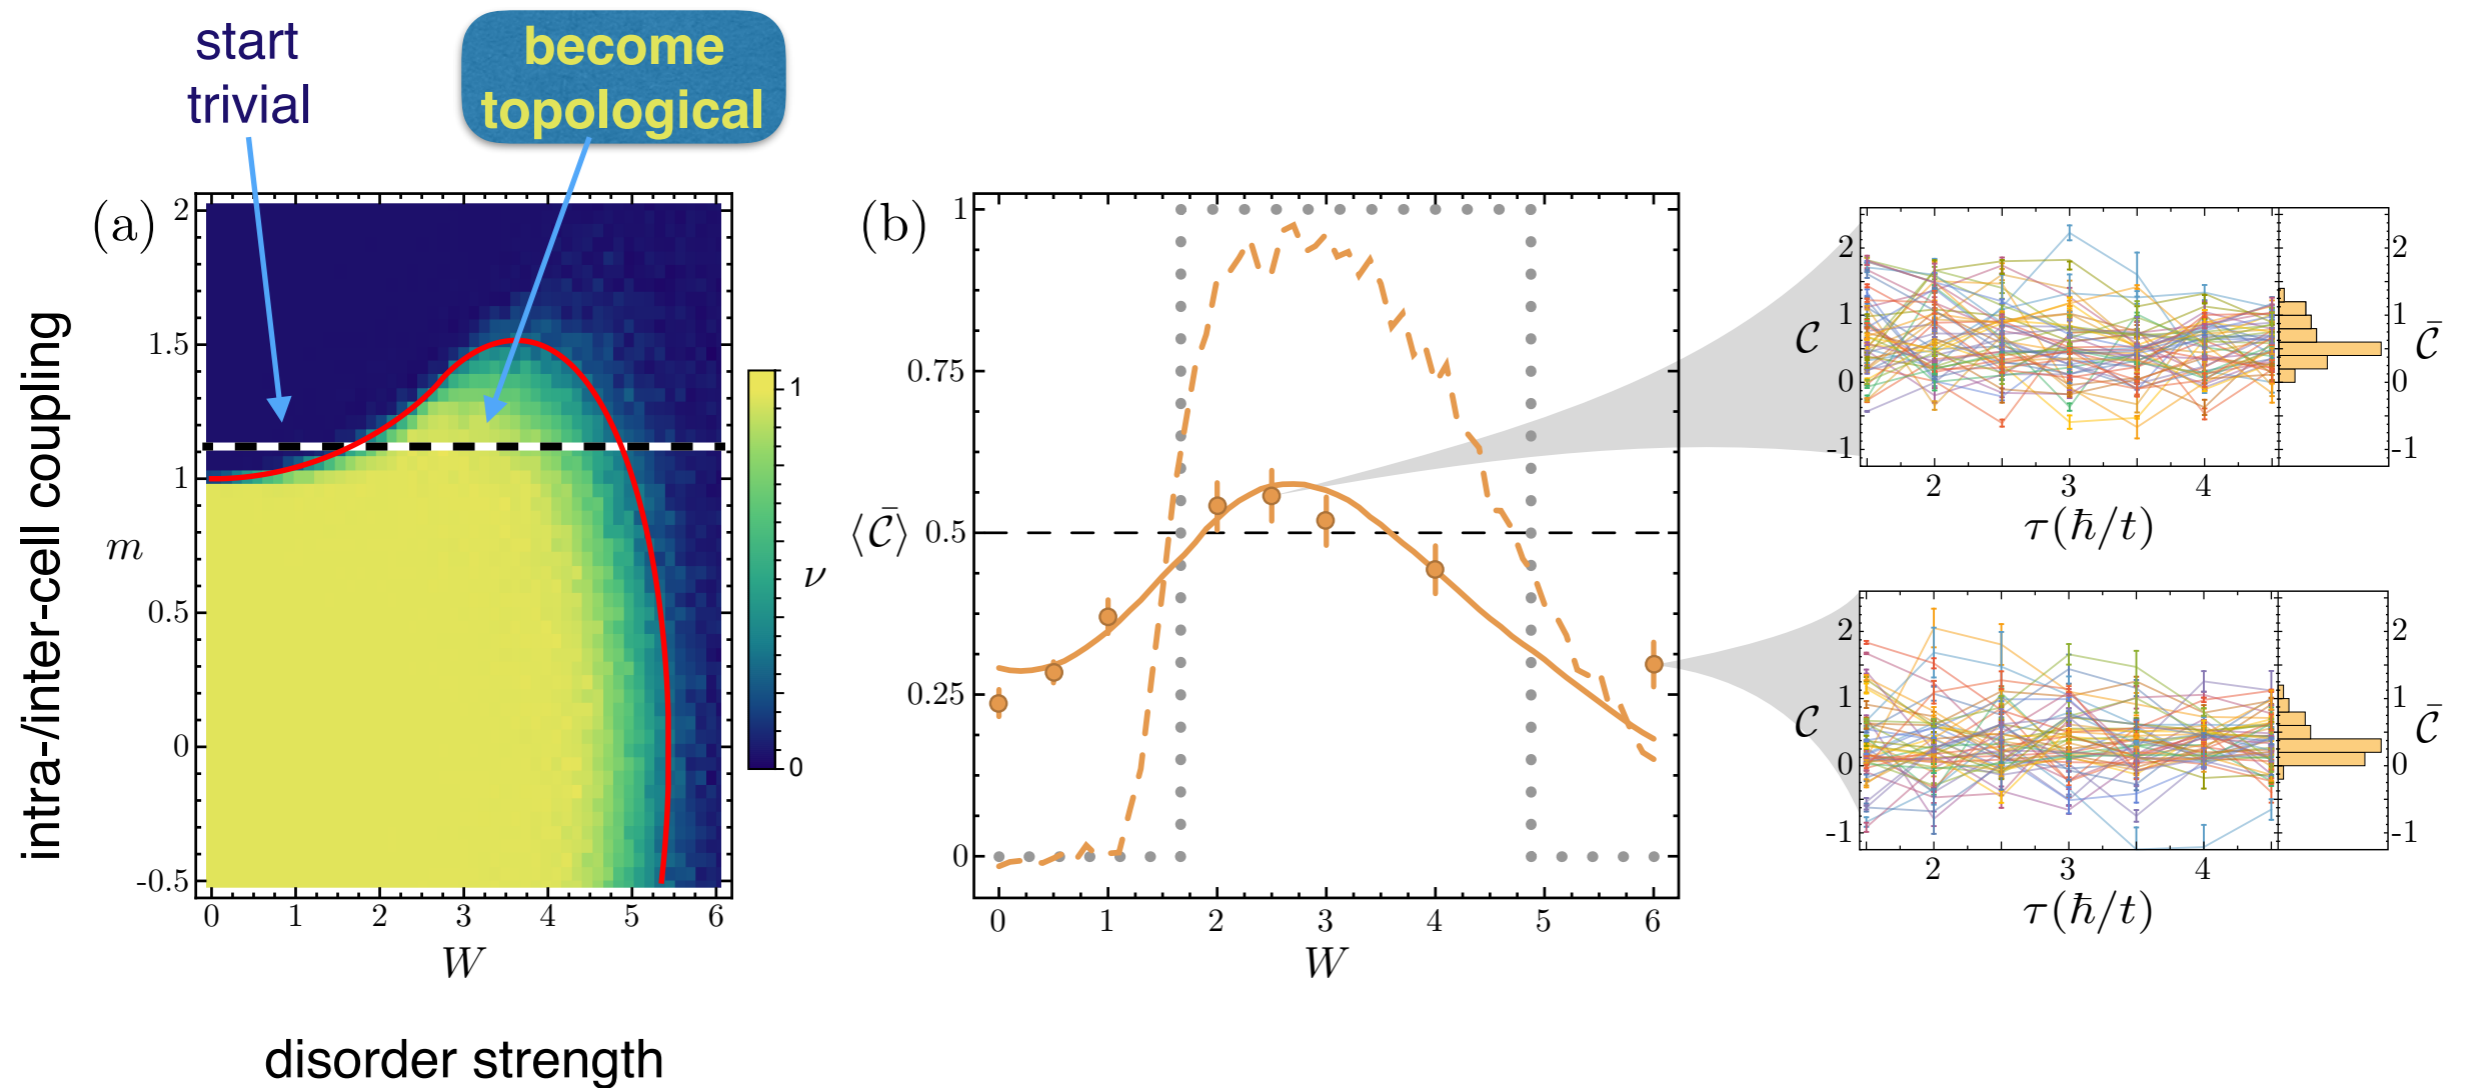 start
trivial
become
topological
(a)
2
1.5
1
0.5
0
-0.5
m
intra-/inter-cell coupling
0 1 2 3 4 5 6
W
disorder strength
1
ν
0
(b)
1
0.75
0.5
0.25
0
⟨C̄⟩
0 1 2 3 4 5 6
W
2
1
0
-1
C
2 3 4
τ(ħ/t)
2
1
0
-1
C̄
2
1
0
-1
C
2 3 4
τ(ħ/t)
2
1
0
-1
C̄